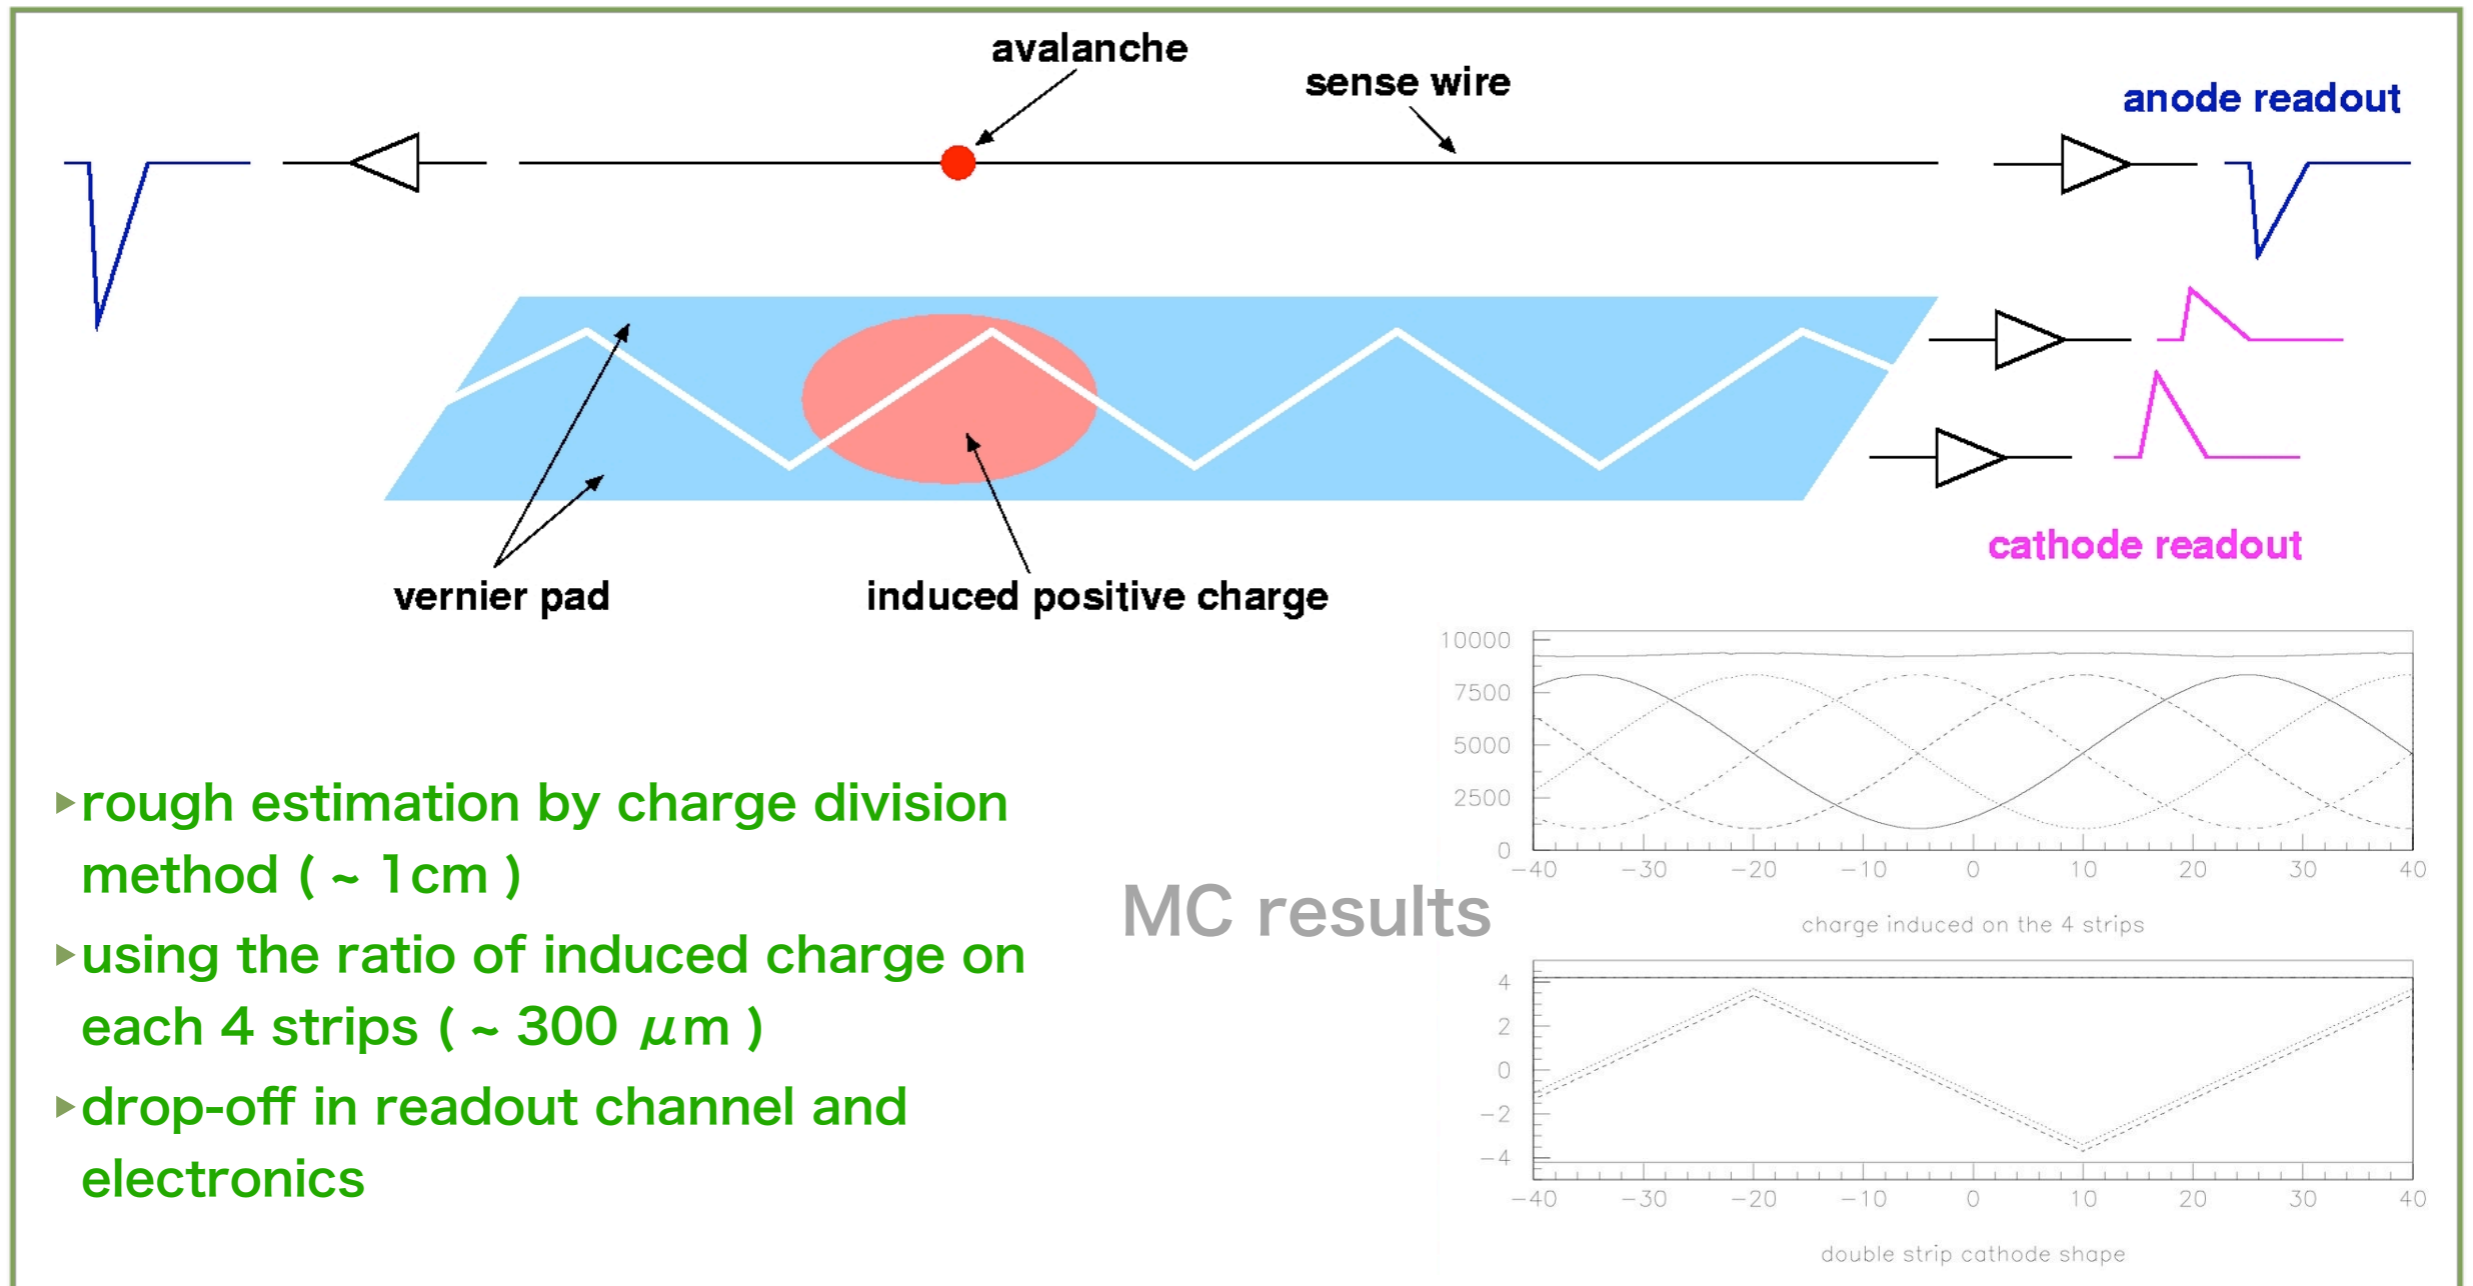 avalanche
sense wire
anode readout
vernier pad
induced positive charge
cathode readout
▸rough estimation by charge division
method ( ~ 1cm )
▸using the ratio of induced charge on
each 4 strips ( ~ 300 μm )
▸drop-off in readout channel and
electronics
MC results
10000
7500
5000
2500
0
−40 −30 −20 −10 0 10 20 30 40
charge induced on the 4 strips
4
2
0
−2
−4
−40 −30 −20 −10 0 10 20 30 40
double strip cathode shape